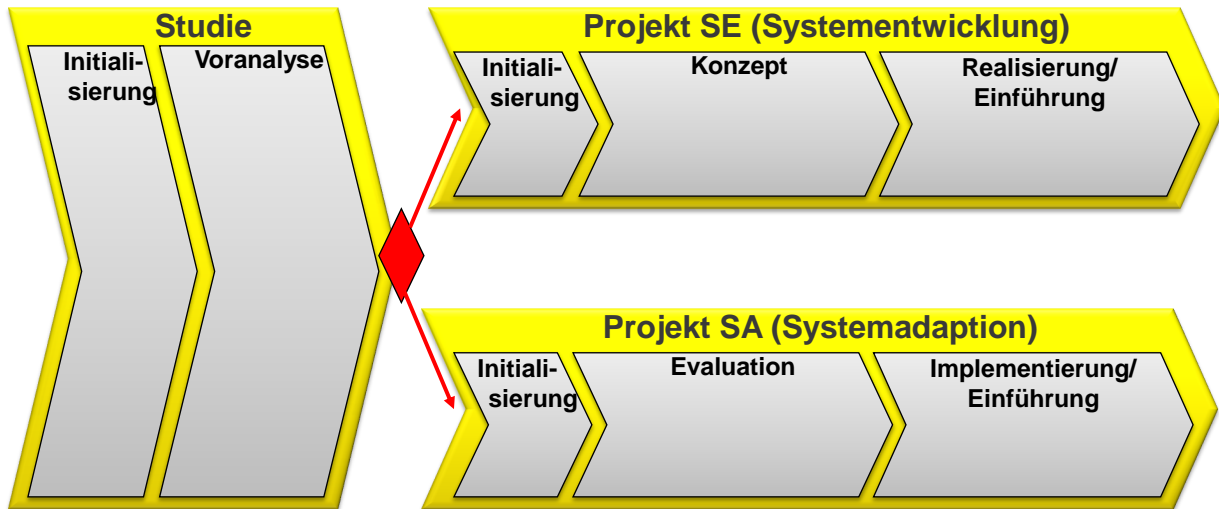 Studie
Initiali-
sierung
Voranalyse
Projekt SE (Systementwicklung)
Initiali-
sierung
Konzept
Realisierung/
Einführung
Projekt SA (Systemadaption)
Initiali-
sierung
Evaluation
Implementierung/
Einführung